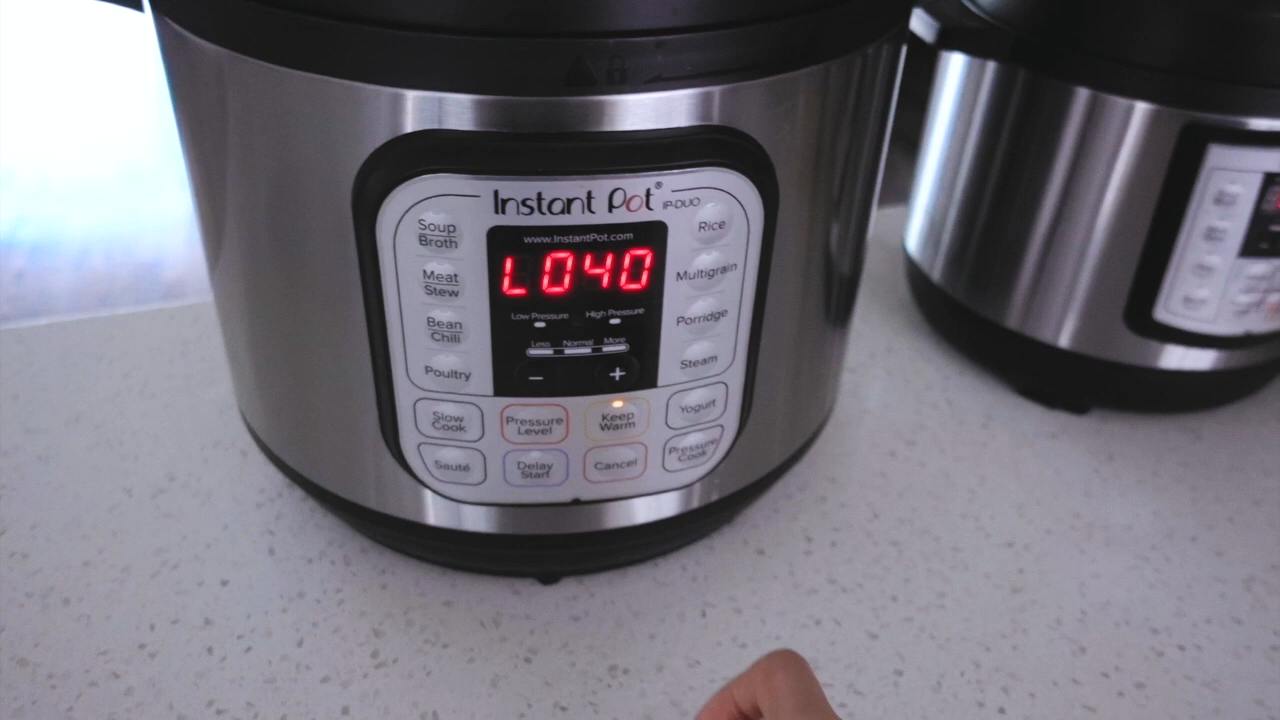 Instant Pot® IP-DUO
www.InstantPot.com
L040
Low Pressure High Pressure
Less Normal More
− +
Soup
Broth
Meat
Stew
Bean
Chili
Poultry
Rice
Multigrain
Porridge
Steam
Slow
Cook
Pressure
Level
Keep
Warm
Yogurt
Sauté
Delay
Start
Cancel
Pressure
Cook